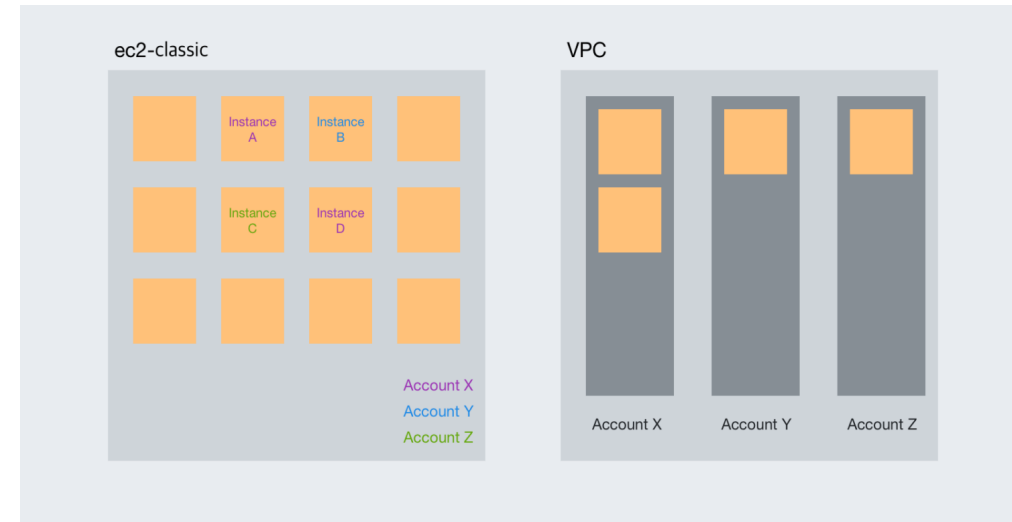 ec2-classic
VPC
Instance
A
Instance
B
Instance
C
Instance
D
Account X
Account Y
Account Z
Account X
Account Y
Account Z